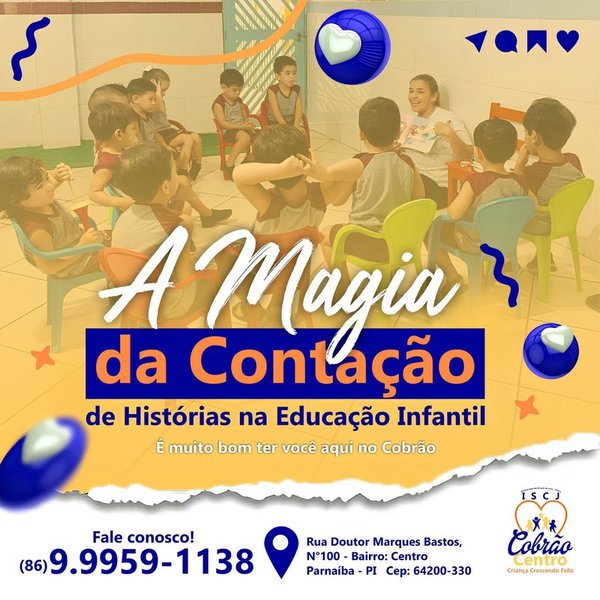 A Magia
da Contação
de Histórias na Educação Infantil
É muito bom ter você aqui no Cobrão
Fale conosco!
(86)9.9959-1138
Rua Doutor Marques Bastos,
N°100 - Bairro: Centro
Parnaíba - PI Cep: 64200-330
ISCJ
Cobrão
Centro
Criança Crescendo Feliz